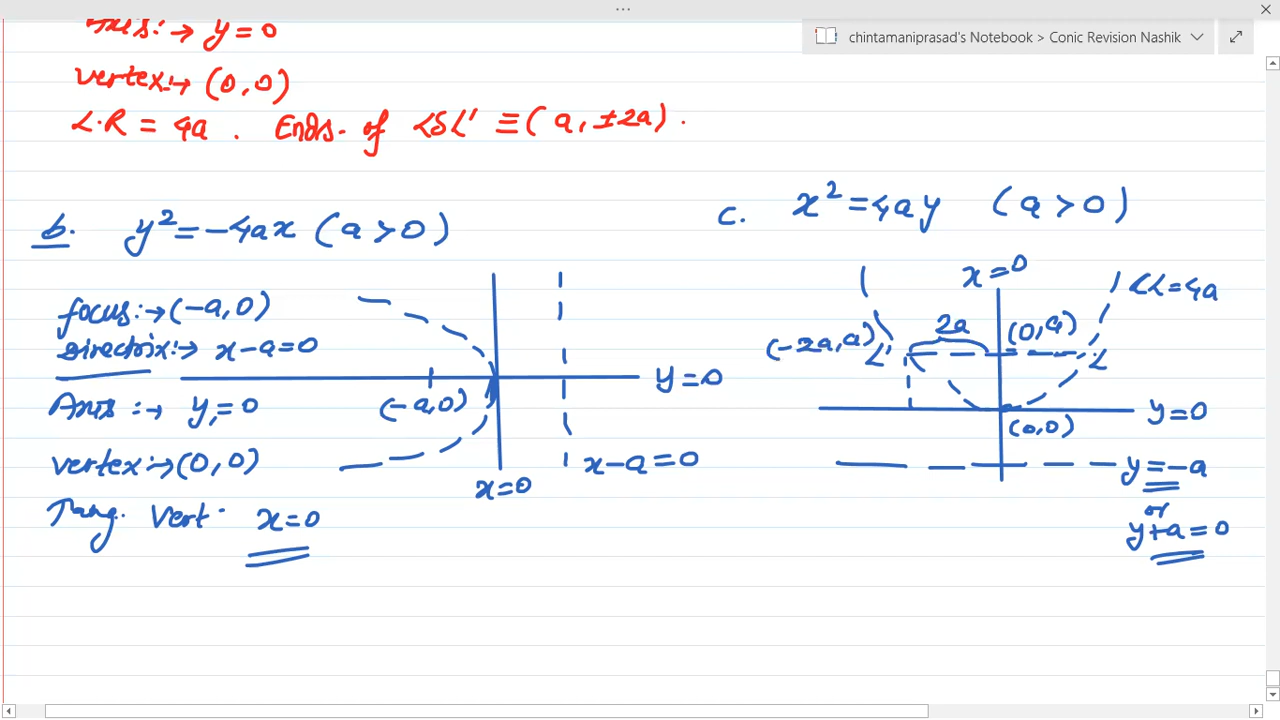 chintamaniprasad's Notebook > Conic Revision Nashik
Axis:→ y = 0
vertex:→ (0, 0)
L.R = 4a . Ends. of LSL' ≡ (a, ±2a) .
b. y² = -4ax (a > 0)
focus:→ (-a, 0)
Directrix:→ x-a=0
Axis :→ y = 0
vertex:→ (0, 0)
Tang. Vert. x=0
(-a, 0)
y=0
x-a=0
x=0
c. x² = 4ay (a > 0)
x=0
LL' = 4a
2a
(0, a)
(-2a, a)
L'
L
y=0
(0,0)
y = -a
or
y+a = 0